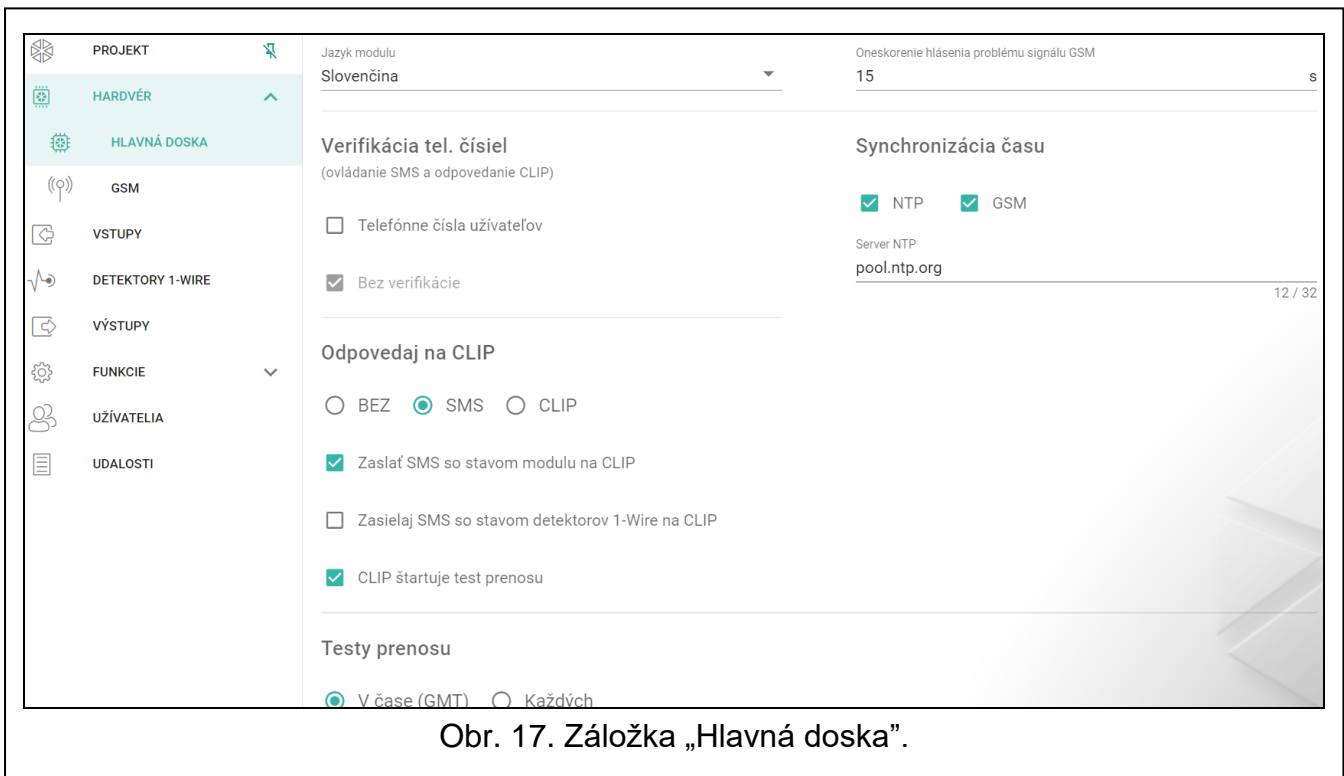 PROJEKT
HARDVÉR
HLAVNÁ DOSKA
GSM
VSTUPY
DETEKTORY 1-WIRE
VÝSTUPY
FUNKCIE
UŽÍVATELIA
UDALOSTI
Jazyk modulu
Slovenčina
Oneskorenie hlásenia problému signálu GSM
15 s
Verifikácia tel. čísiel
(ovládanie SMS a odpovedanie CLIP)
Telefónne čísla užívateľov
Bez verifikácie
Synchronizácia času
NTP GSM
Server NTP
pool.ntp.org
12 / 32
Odpovedaj na CLIP
BEZ SMS CLIP
Zaslať SMS so stavom modulu na CLIP
Zasielaj SMS so stavom detektorov 1-Wire na CLIP
CLIP štartuje test prenosu
Testy prenosu
V čase (GMT) Každých
Obr. 17. Záložka „Hlavná doska”.